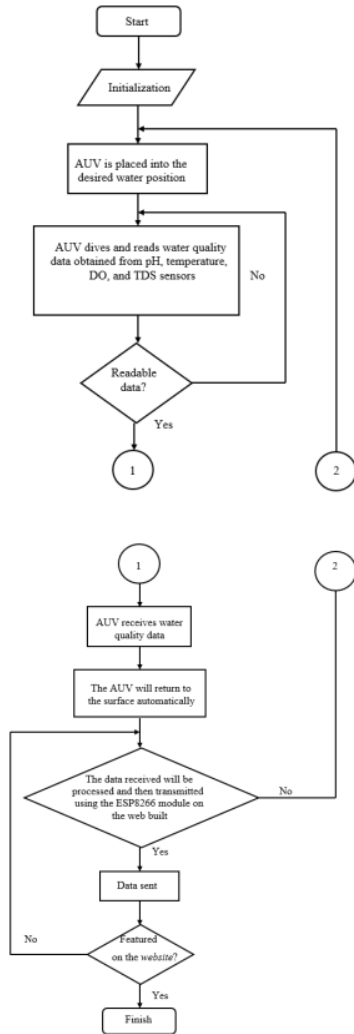 Start
Initialization
AUV is placed into the
desired water position
AUV dives and reads water quality
data obtained from pH, temperature,
DO, and TDS sensors
No
Readable
data?
Yes
1
2
1
2
AUV receives water
quality data
The AUV will return to
the surface automatically
The data received will be
processed and then transmitted
using the ESP8266 module on
the web built
No
Yes
Data sent
No
Featured
on the website?
Yes
Finish